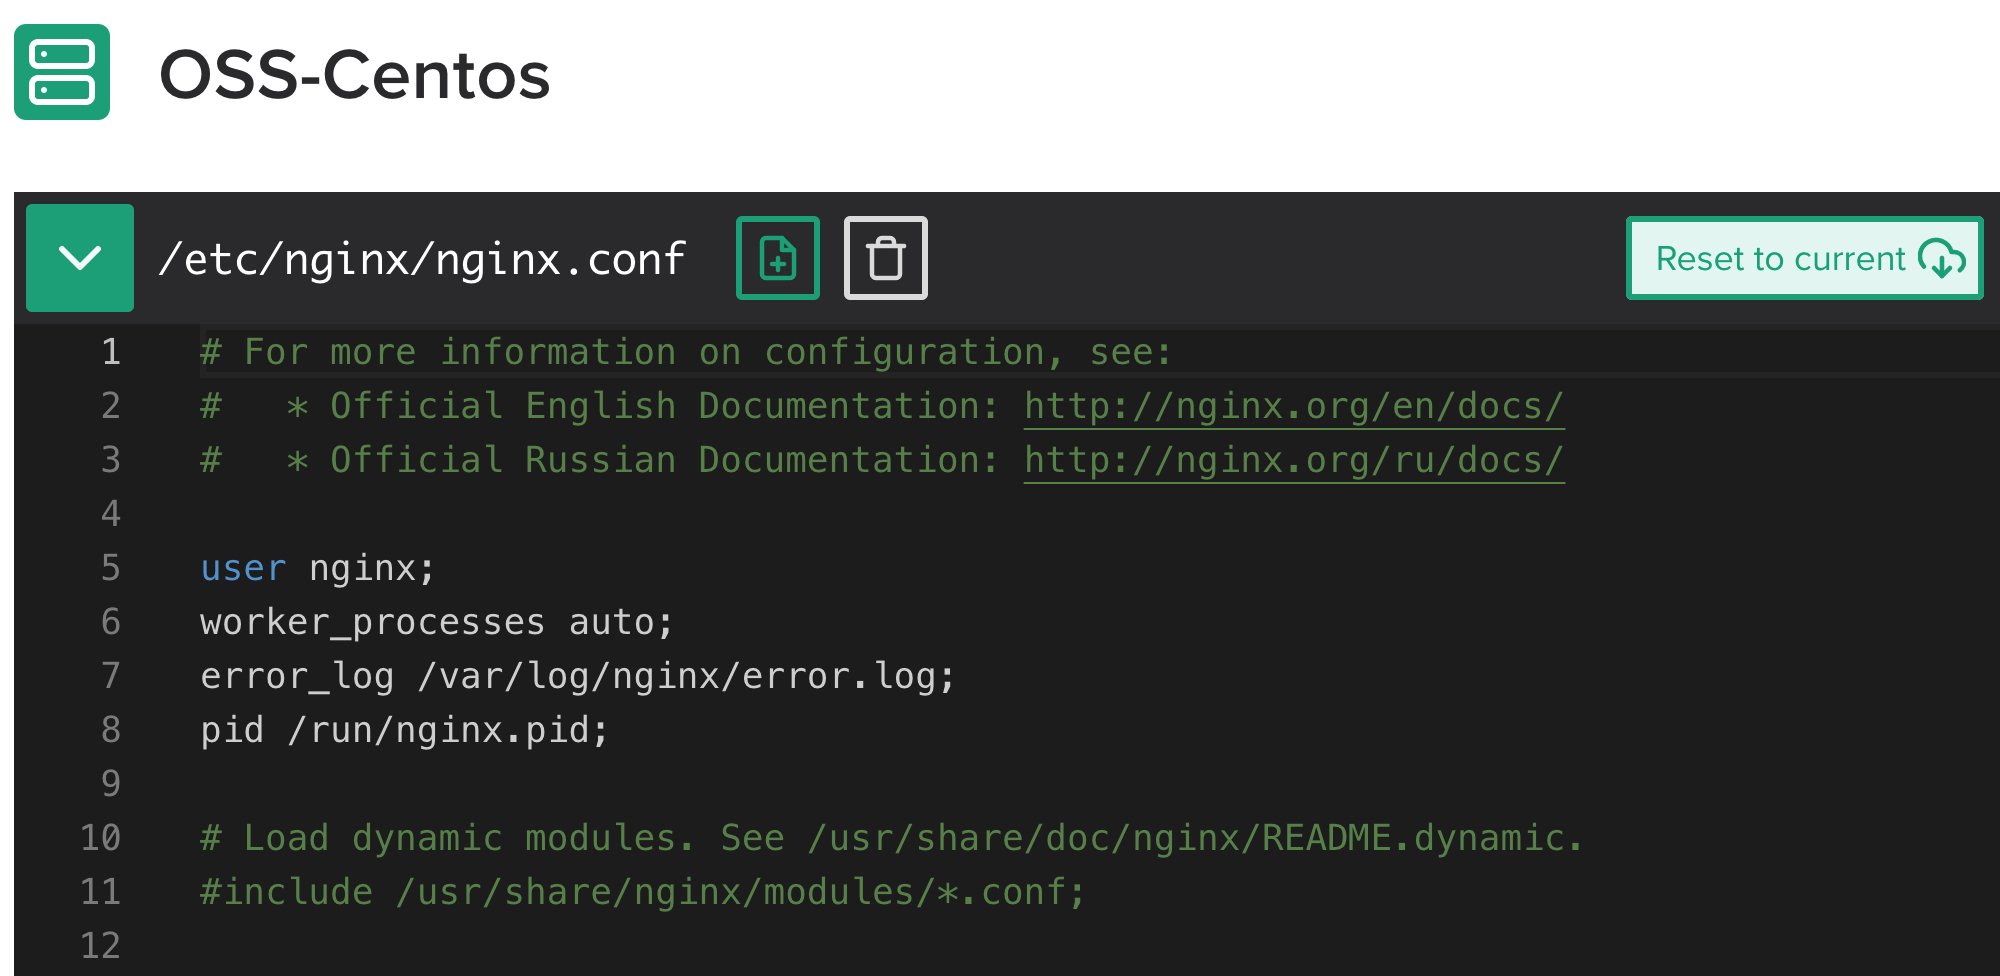 OSS-Centos
/etc/nginx/nginx.conf
Reset to current
1 # For more information on configuration, see:
2 #   * Official English Documentation: http://nginx.org/en/docs/
3 #   * Official Russian Documentation: http://nginx.org/ru/docs/
4
5 user nginx;
6 worker_processes auto;
7 error_log /var/log/nginx/error.log;
8 pid /run/nginx.pid;
9
10 # Load dynamic modules. See /usr/share/doc/nginx/README.dynamic.
11 #include /usr/share/nginx/modules/*.conf;
12